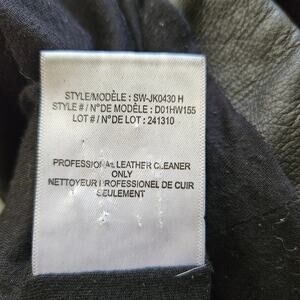 STYLE/MODÈLE : SW-JK0430 H
STYLE # / N°DE MODÈLE : D01HW155
LOT # / N°DE LOT : 241310
PROFESSIONAL LEATHER CLEANER
ONLY
NETTOYEUR PROFESSIONEL DE CUIR
SEULEMENT